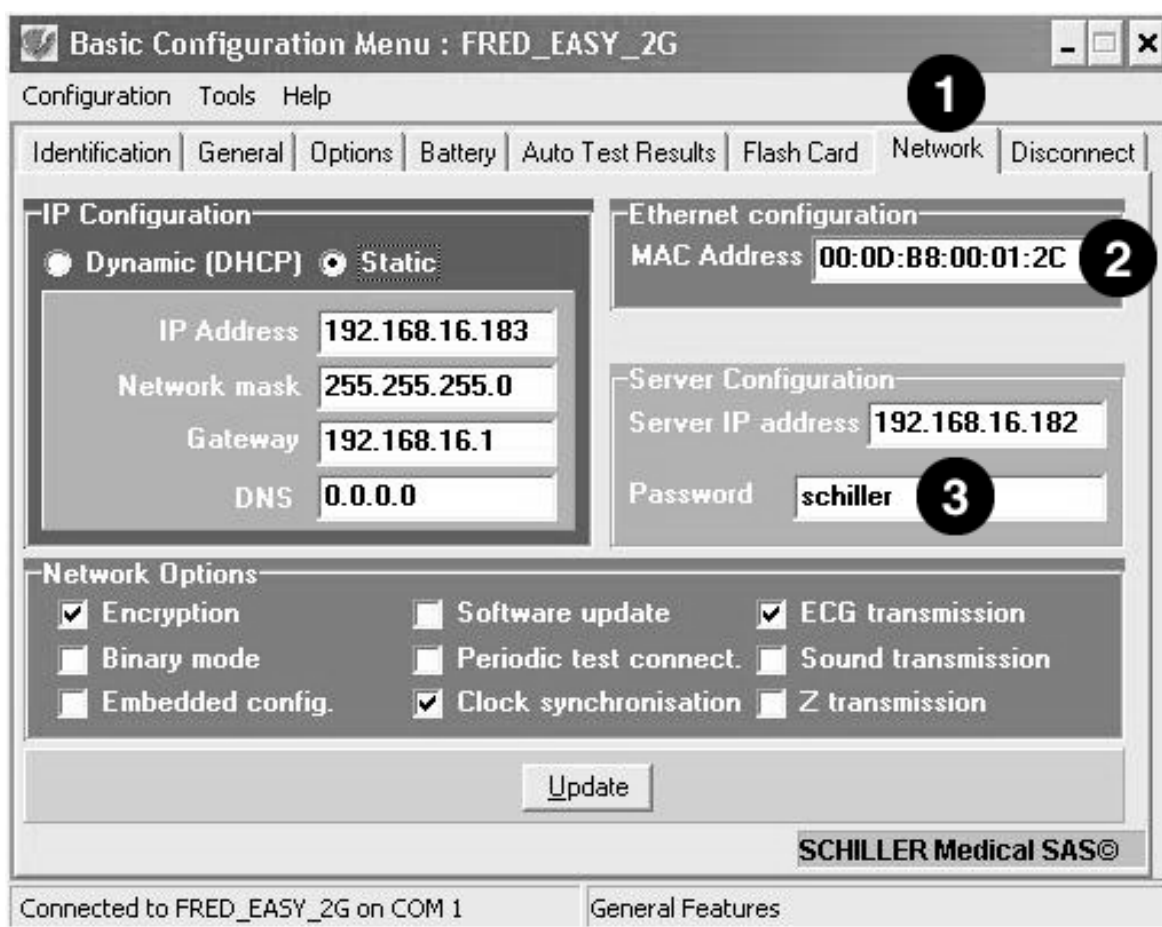 Basic Configuration Menu : FRED_EASY_2G
Configuration Tools Help
1
Identification General Options Battery Auto Test Results Flash Card Network Disconnect
IP Configuration
Dynamic (DHCP) Static
IP Address 192.168.16.183
Network mask 255.255.255.0
Gateway 192.168.16.1
DNS 0.0.0.0
Ethernet configuration
MAC Address 00:0D:B8:00:01:2C 2
Server Configuration
Server IP address 192.168.16.182
Password schiller 3
Network Options
Encryption Software update ECG transmission
Binary mode Periodic test connect. Sound transmission
Embedded config. Clock synchronisation Z transmission
Update
SCHILLER Medical SAS©
Connected to FRED_EASY_2G on COM 1 General Features